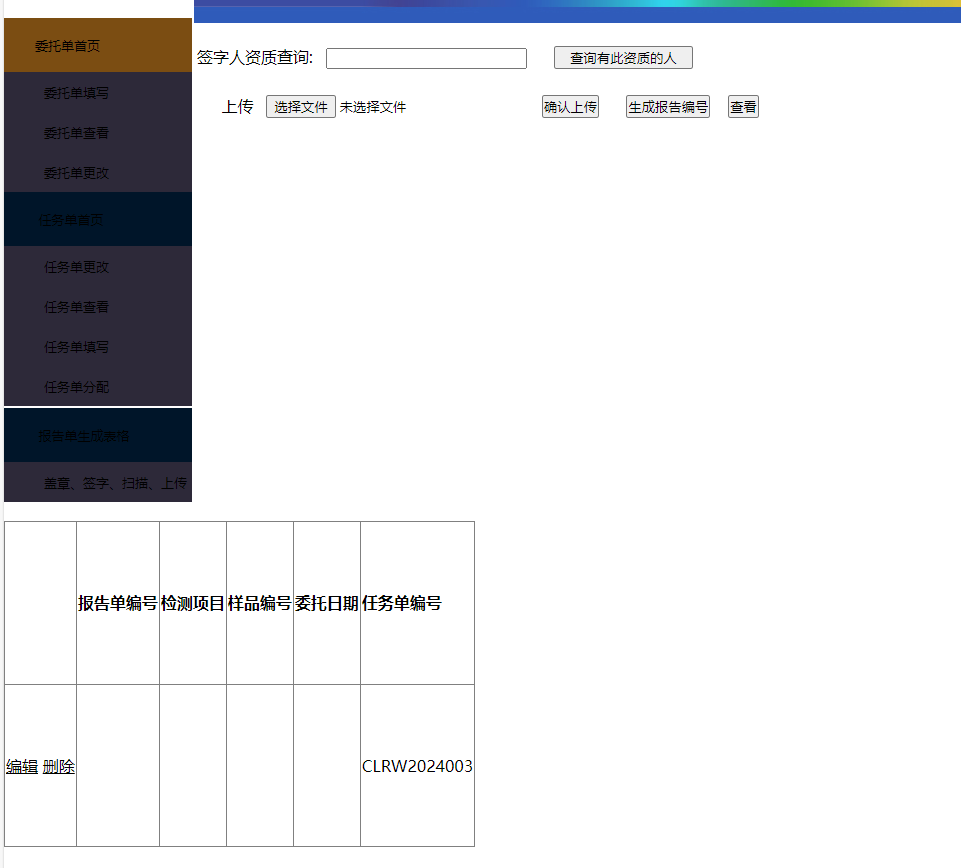 委托单首页
委托单填写
委托单查看
委托单更改
任务单首页
任务单更改
任务单查看
任务单填写
任务单分配
报告单生成表格
盖章、签字、扫描、上传
签字人资质查询: 查询有此资质的人
上传 选择文件 未选择文件 确认上传 生成报告编号 查看
报告单编号 检测项目 样品编号 委托日期 任务单编号
编辑 删除 CLRW2024003